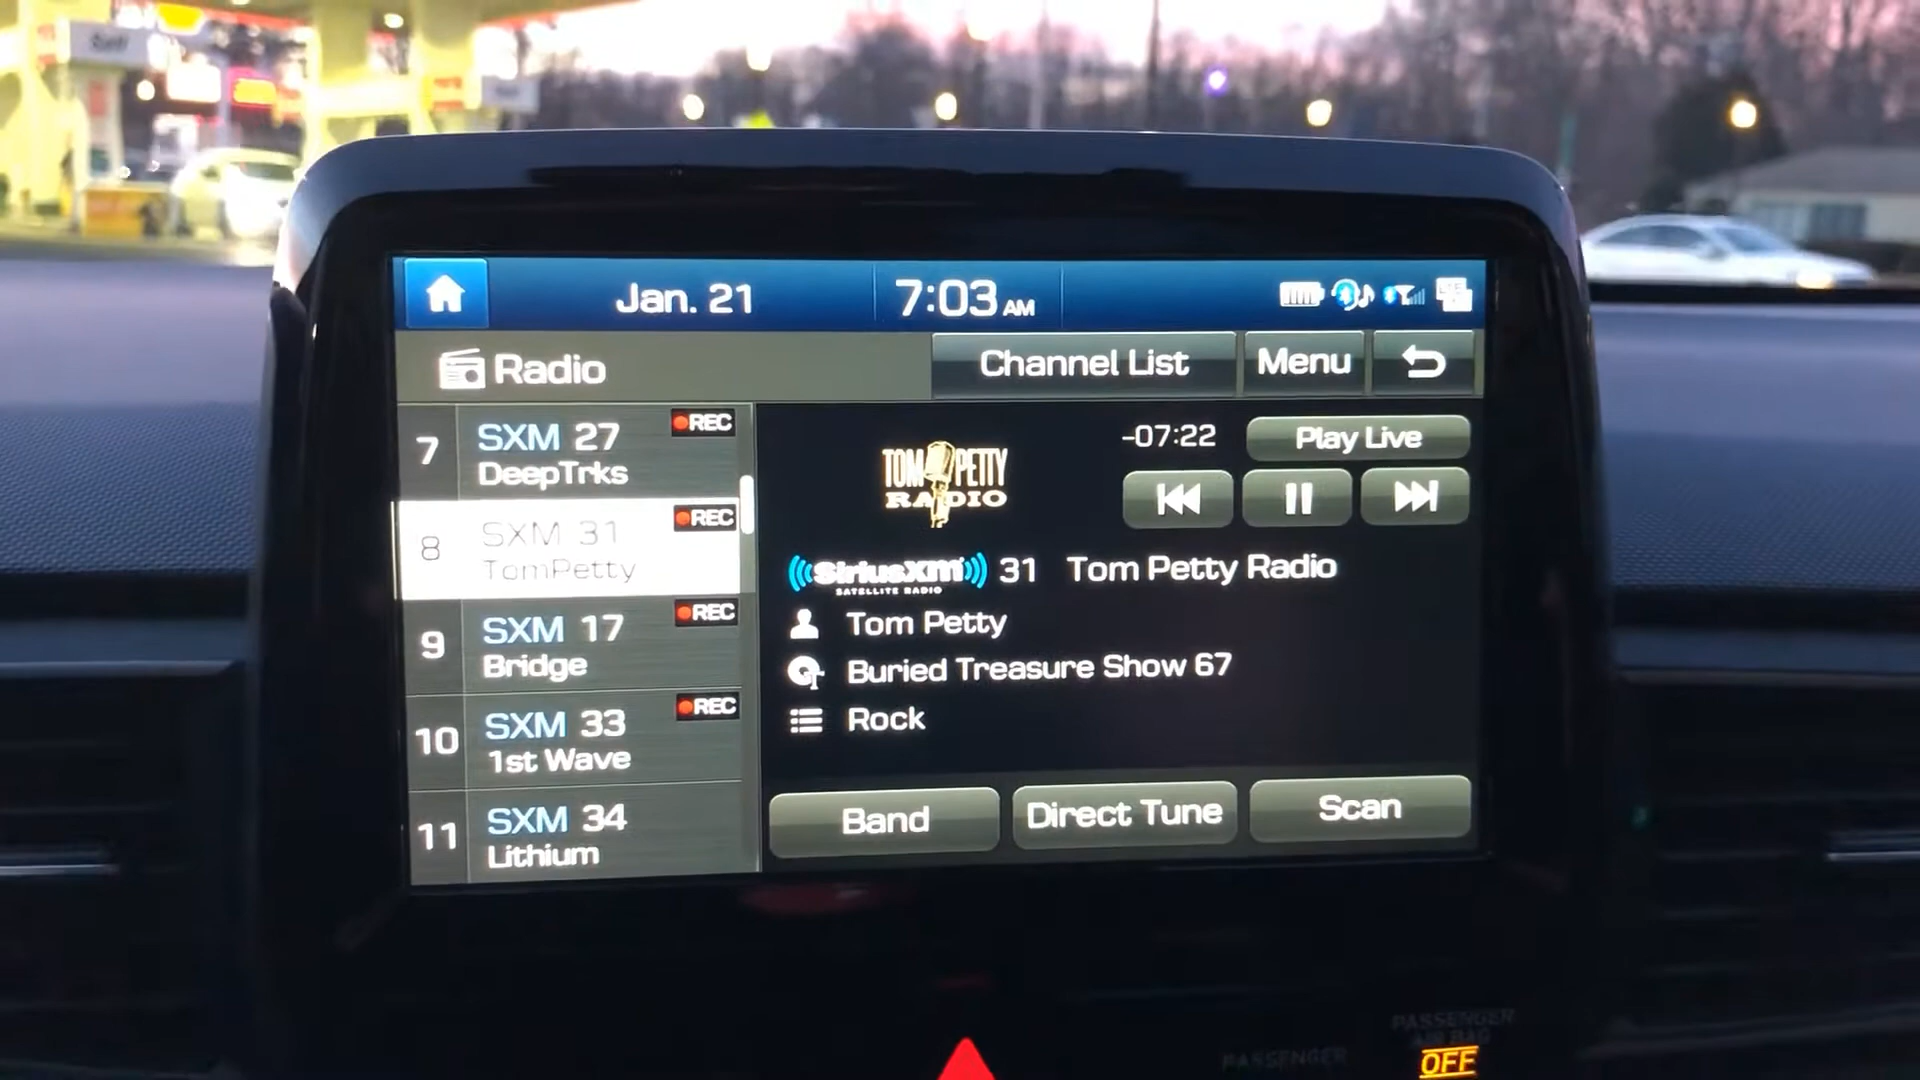 Self
Jan. 21
7:03 AM
Radio
Channel List
Menu
7
SXM 27
DeepTrks
REC
8
SXM 31
TomPetty
REC
9
SXM 17
Bridge
REC
10
SXM 33
1st Wave
REC
11
SXM 34
Lithium
TOM PETTY
RADIO
-07:22
Play Live
SiriusXM 31 Tom Petty Radio
SATELLITE RADIO
Tom Petty
Buried Treasure Show 67
Rock
Band
Direct Tune
Scan
PASSENGER
PASSENGER
AIR BAG
OFF